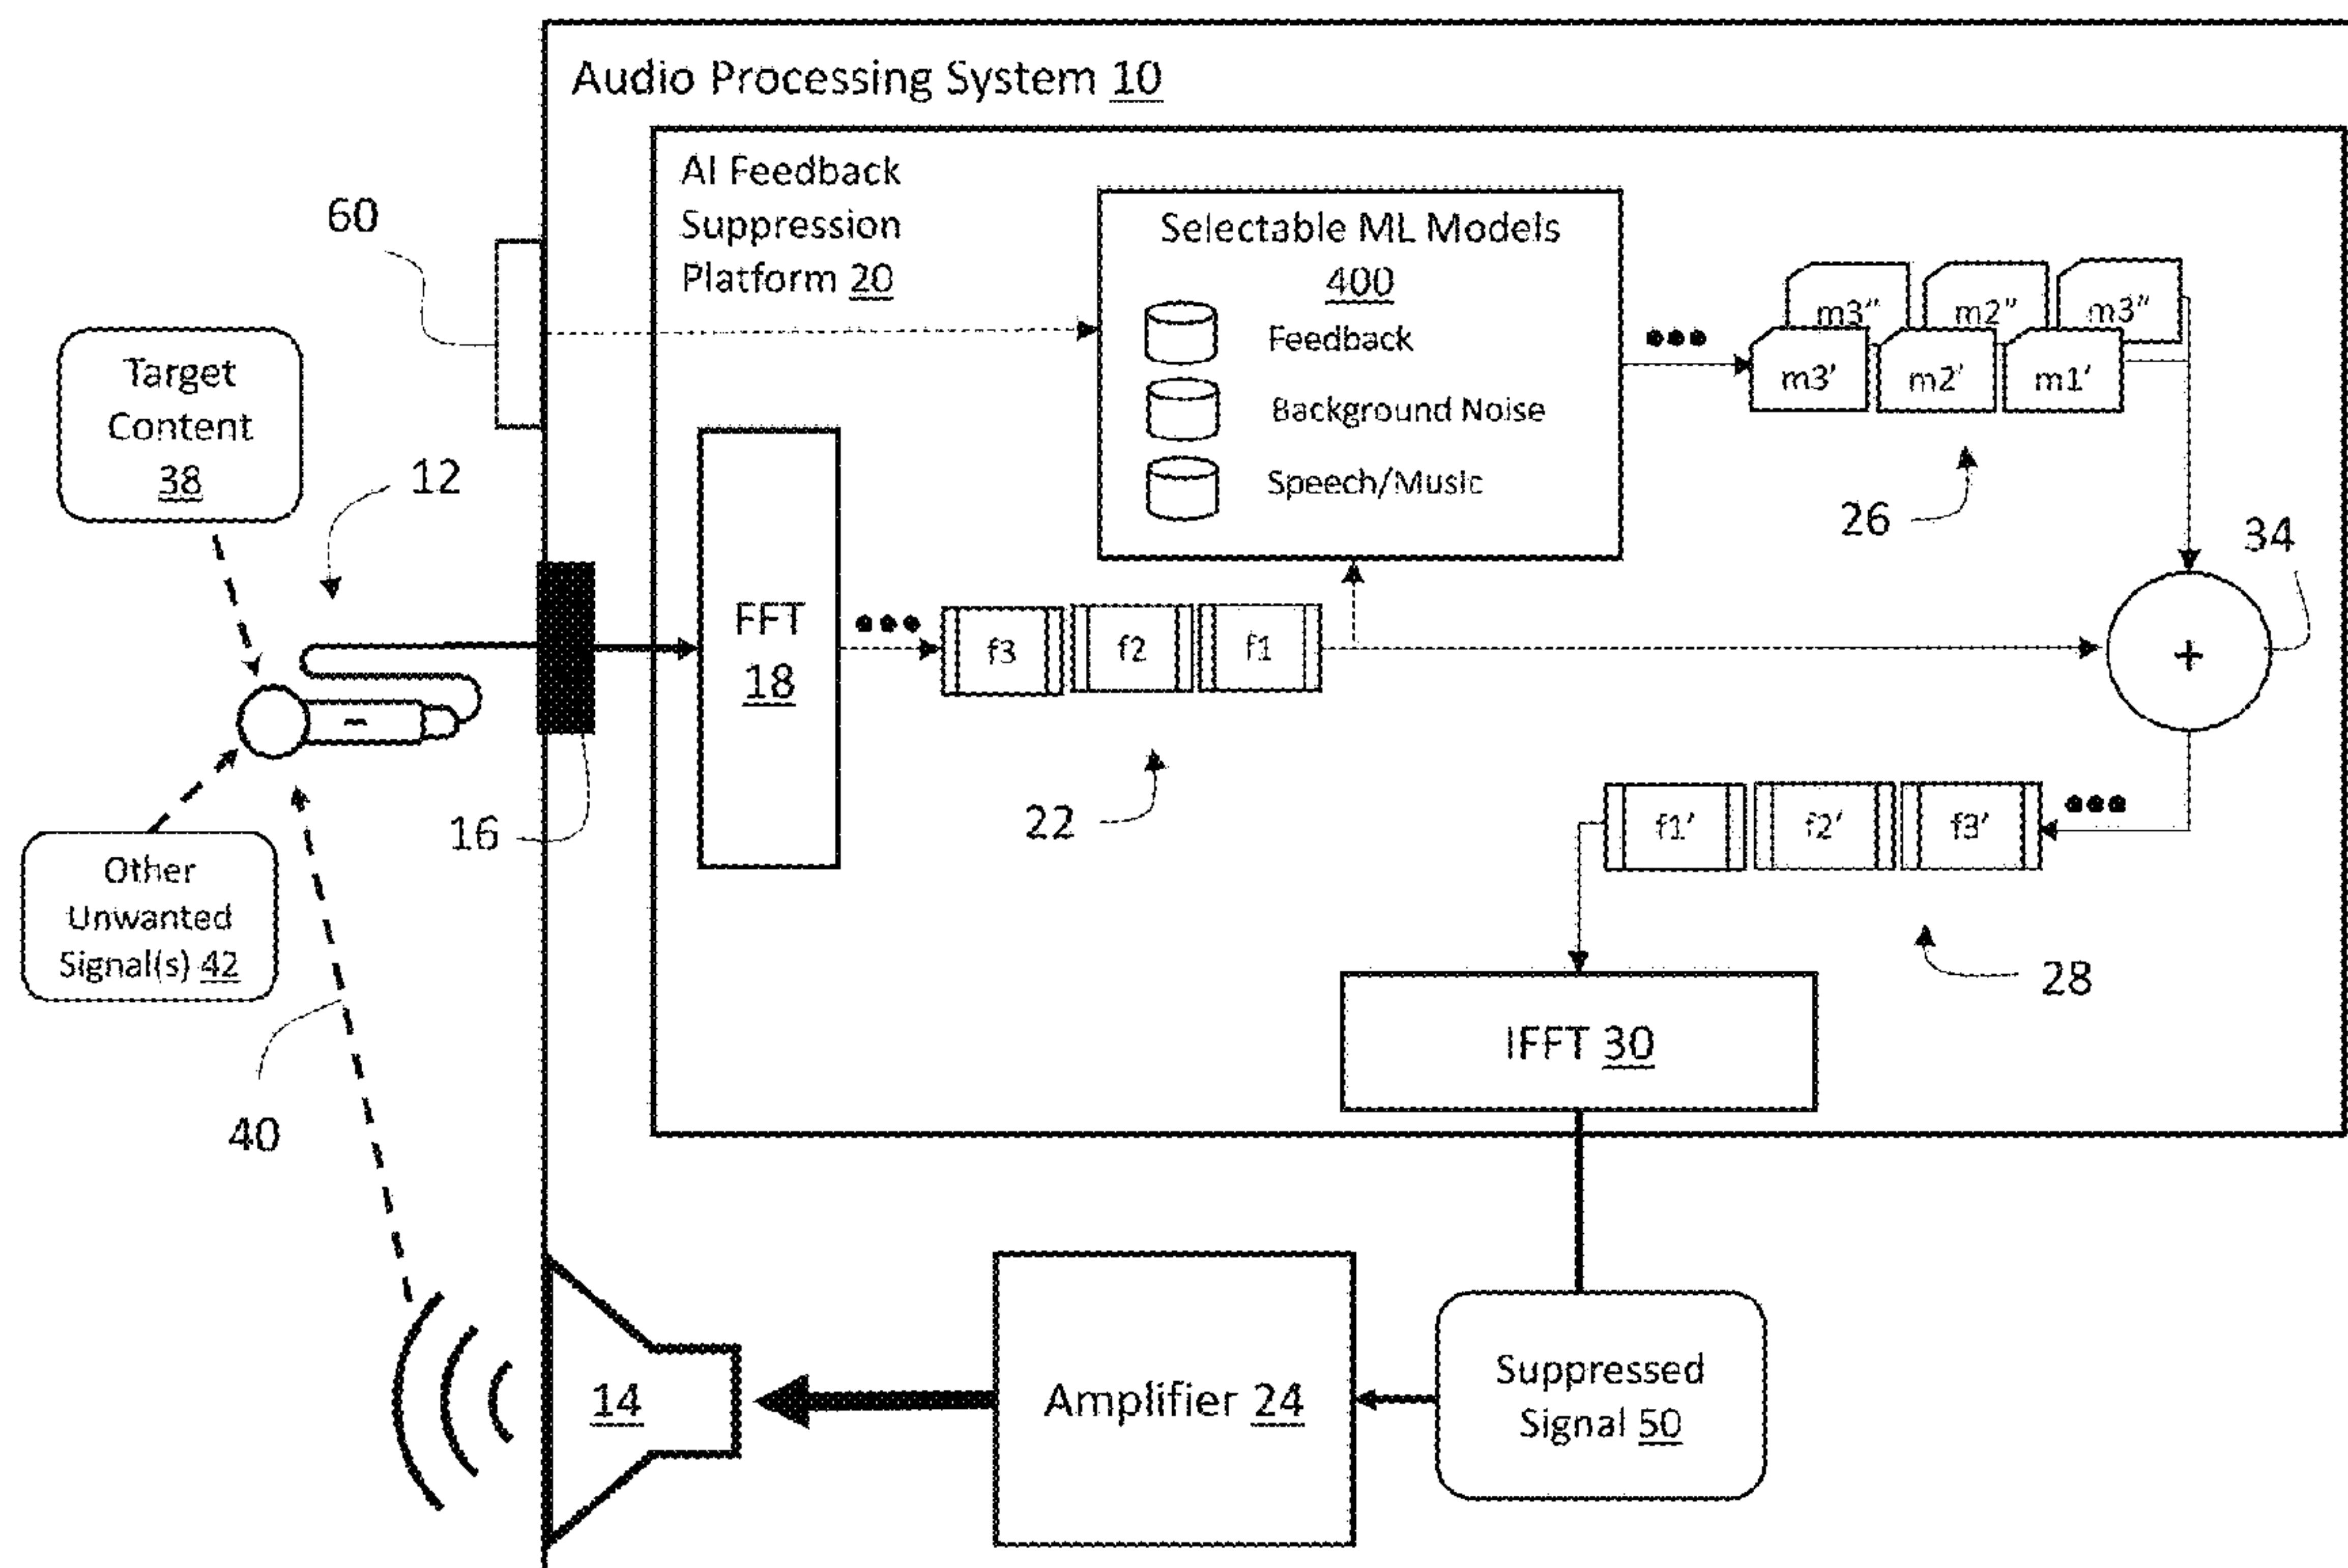 Audio Processing System 10
AI Feedback
Suppression
Platform 20
60
Selectable ML Models
400
Feedback
Background Noise
Speech/Music
m3" m2" m3"
m3' m2' m1'
26
34
Target
Content
38
12
16
FFT
18
f3 f2 f1
22
+
f1' f2' f3'
28
Other
Unwanted
Signal(s) 42
40
IFFT 30
14
Amplifier 24
Suppressed
Signal 50